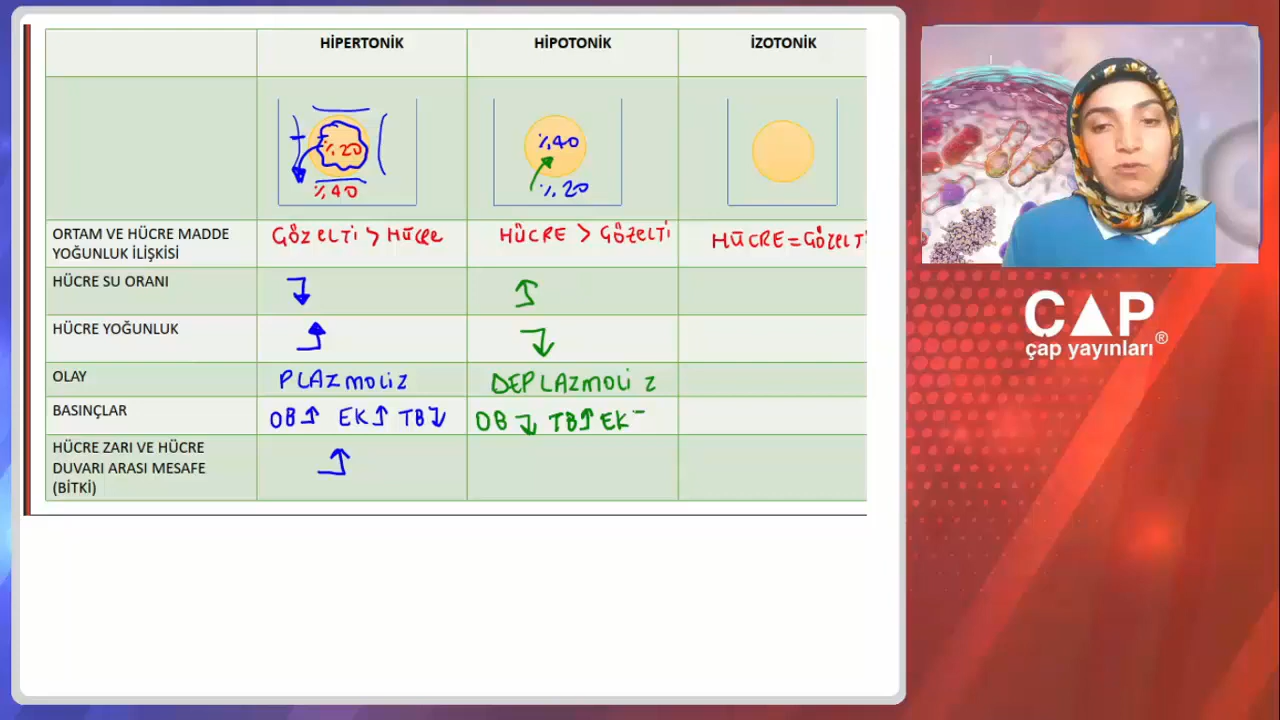 HİPERTONİK HİPOTONİK İZOTONİK
%20 %40
%40 %20
ORTAM VE HÜCRE MADDE
YOĞUNLUK İLİŞKİSİ
GÖZELTİ > HÜCRE HÜCRE > GÖZELTİ HÜCRE = GÖZELTİ
HÜCRE SU ORANI
HÜCRE YOĞUNLUK
OLAY PLAZMOLİZ DEPLAZMOLİZ
BASINÇLAR OB↑ EK↑ TB↓ OB↓ TB↑ EK
HÜCRE ZARI VE HÜCRE
DUVARI ARASI MESAFE
(BİTKİ)
ÇAP
çap yayınları®